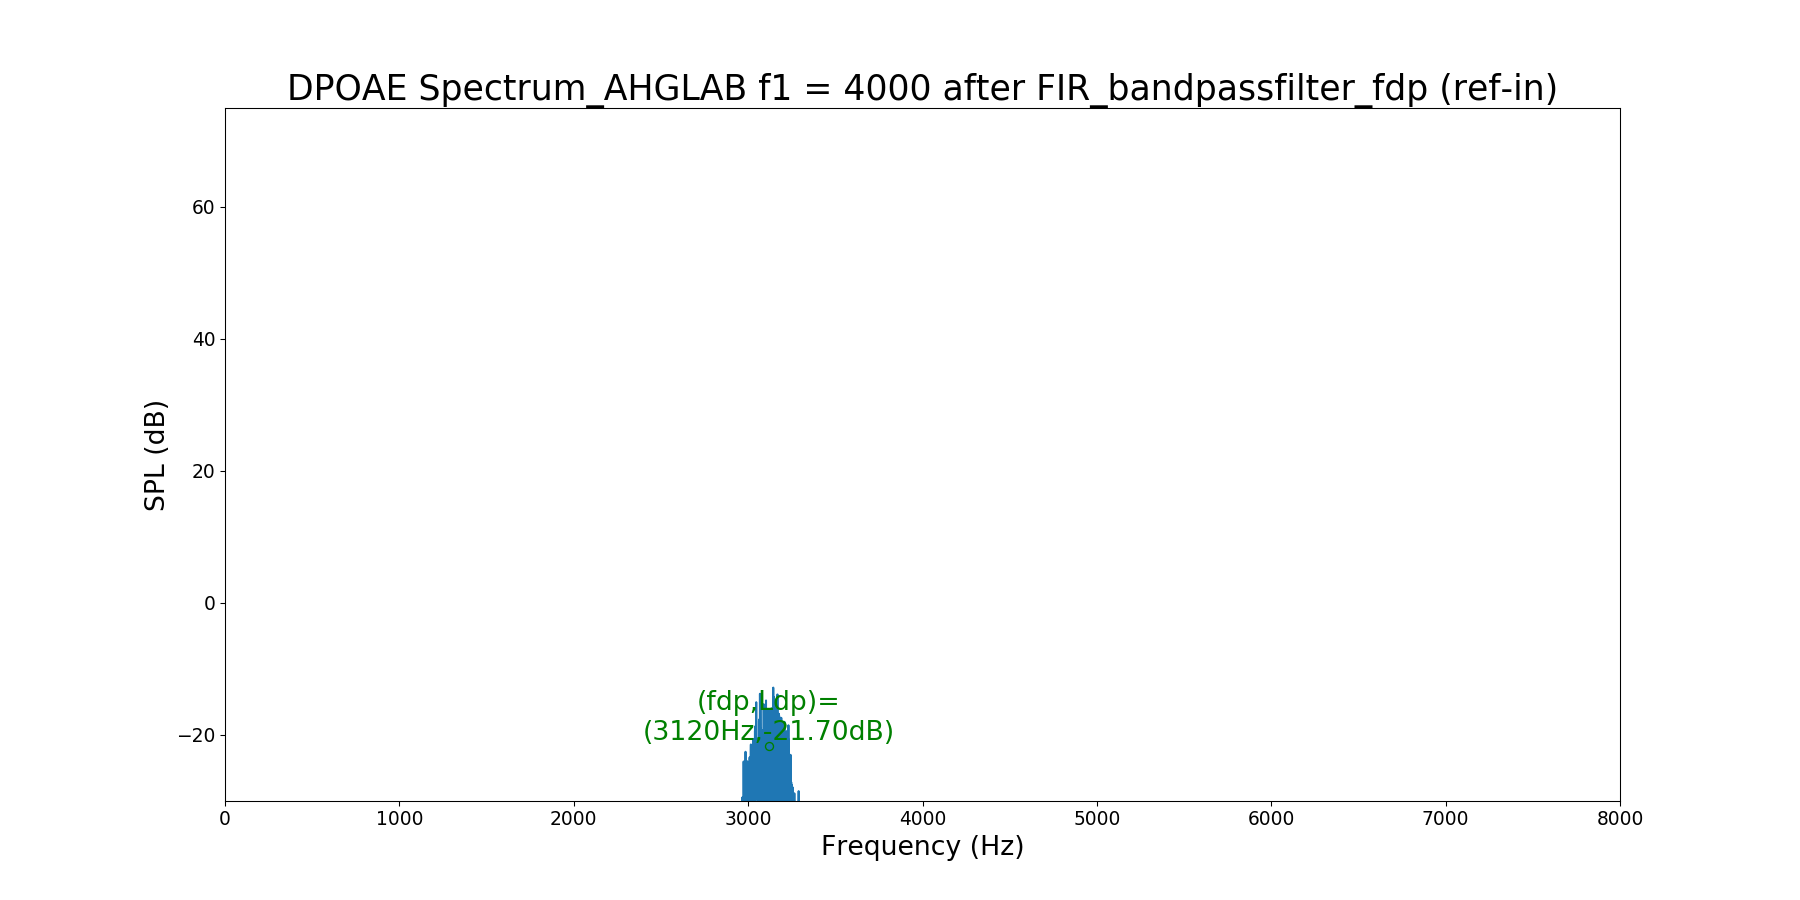 DPOAE Spectrum_AHGLAB f1 = 4000 after FIR_bandpassfilter_fdp (ref-in)
60
40
20
0
−20
SPL (dB)
(fdp,Ldp)=
(3120Hz,-21.70dB)
0 1000 2000 3000 4000 5000 6000 7000 8000
Frequency (Hz)